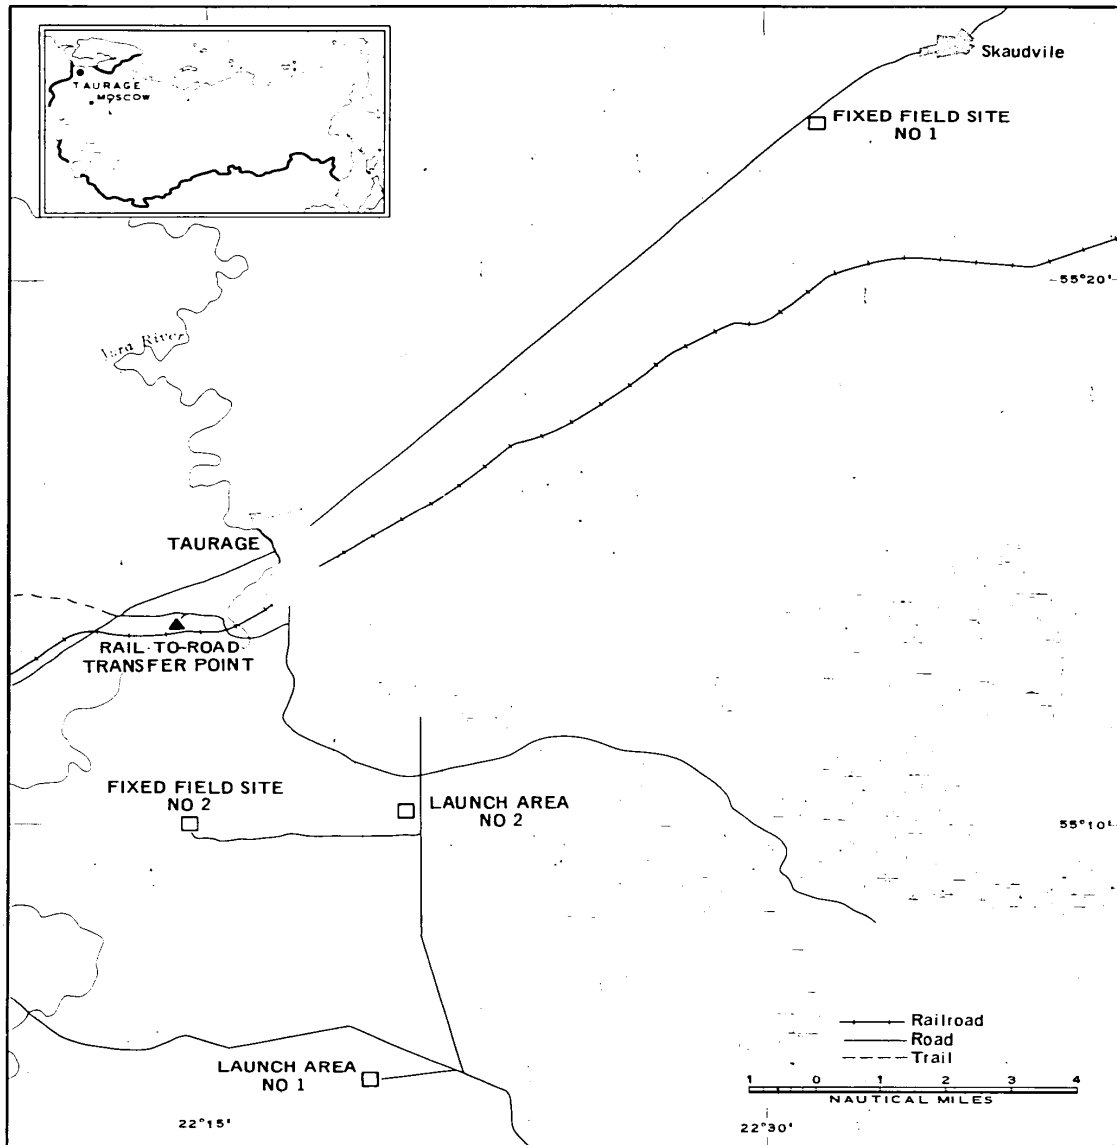 TAURAGE
MOSCOW
Skaudvile
FIXED FIELD SITE
NO 1
55°20'
River
TAURAGE
RAIL-TO-ROAD
TRANSFER POINT
FIXED FIELD SITE
NO 2
LAUNCH AREA
NO 2
55°10'
Railroad
Road
Trail
LAUNCH AREA
NO 1
1 0 1 2 3 4
NAUTICAL MILES
22°15'
22°30'